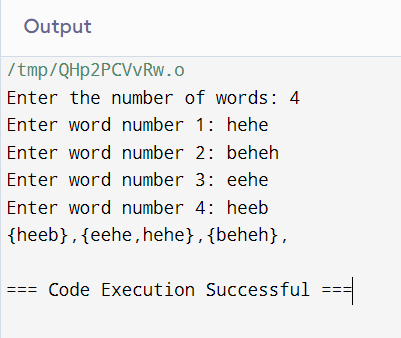 Output
/tmp/QHp2PCVvRw.o
Enter the number of words: 4
Enter word number 1: hehe
Enter word number 2: beheh
Enter word number 3: eehe
Enter word number 4: heeb
{heeb},{eehe,hehe},{beheh},
=== Code Execution Successful ===